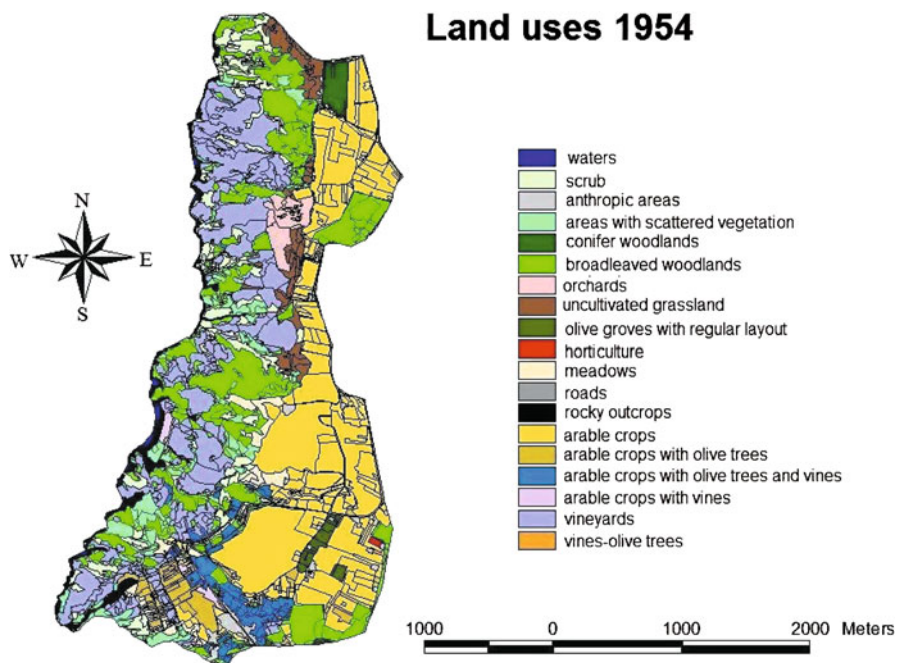 Land uses 1954
N
W E
S
waters
scrub
anthropic areas
areas with scattered vegetation
conifer woodlands
broadleaved woodlands
orchards
uncultivated grassland
olive groves with regular layout
horticulture
meadows
roads
rocky outcrops
arable crops
arable crops with olive trees
arable crops with olive trees and vines
arable crops with vines
vineyards
vines-olive trees
1000 0 1000 2000 Meters